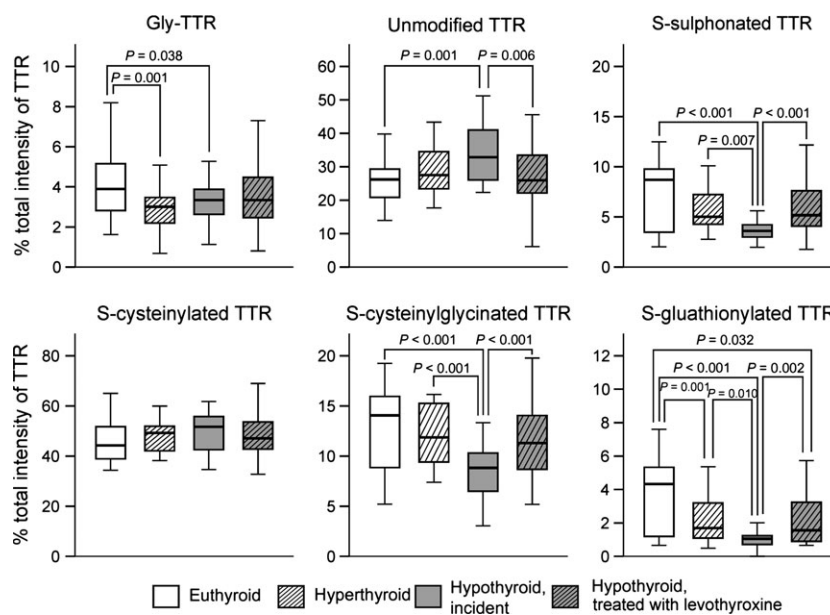 Gly-TTR
Unmodified TTR
S-sulphonated TTR
% total intensity of TTR
10
8
6
4
2
0
P = 0.038
P = 0.001
60
50
40
30
20
10
0
P = 0.001
P = 0.006
20
15
10
5
0
P < 0.001
P < 0.001
P = 0.007
S-cysteinylated TTR
S-cysteinylglycinated TTR
S-gluathionylated TTR
% total intensity of TTR
80
60
40
20
0
20
15
10
5
0
P < 0.001
P < 0.001
P < 0.001
12
10
8
6
4
2
0
P = 0.032
P < 0.001
P = 0.002
P = 0.001
P = 0.010
Euthyroid
Hyperthyroid
Hypothyroid,
incident
Hypothyroid,
treated with levothyroxine